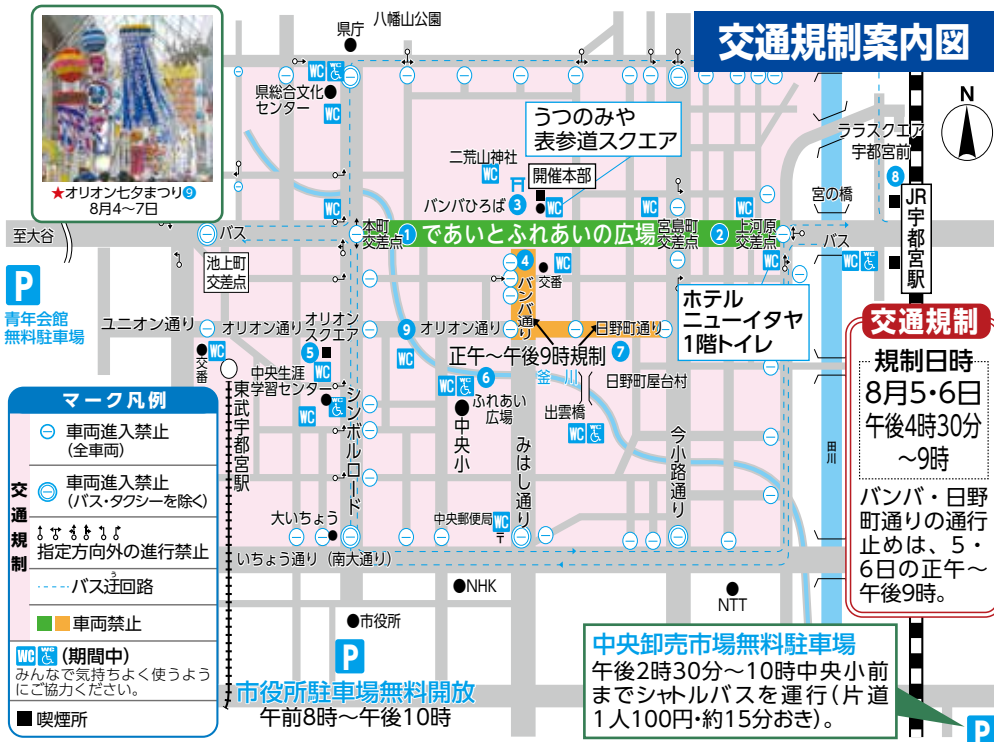 交通規制案内図
★オリオン七夕まつり❾
8月4〜7日
県庁
八幡山公園
WC
県総合文化
センター
WC
うつのみや
表参道スクエア
N
ララスクエア
宇都宮前
8
二荒山神社
WC
開催本部
バンバひろば
3
WC
WC
WC
WC
宮の橋
JR宇都宮駅
至大谷
バス
本町
交差点
1
であいとふれあいの広場
宮島町
交差点
2
上河原
交差点
バス
WC
WC
池上町
交差点
4
バンバ通り
交番
WC
P
青年会館
無料駐車場
ホテル
ニューイタヤ
1階トイレ
ユニオン通り
オリオン通り
オリオン
スクエア
9
オリオン通り
日野町通り
正午〜午後9時規制
7
5
交番
WC
WC
WC
中央生涯
学習センター
WC
東武宇都宮駅
シンボルロード
WC
6
ふれあい
広場
中央小
釜川
出雲橋
WC
日野町屋台村
みはし通り
今小路通り
田川
大いちょう
中央郵便局
WC
〒
いちょう通り(南大通り)
NHK
NTT
市役所
P
市役所駐車場無料開放
午前8時〜午後10時
交通規制
規制日時
8月5・6日
午後4時30分
〜9時
バンバ・日野
町通りの通行
止めは、5・
6日の正午〜
午後9時。
中央卸売市場無料駐車場
午後2時30分〜10時中央小前
までシャトルバスを運行(片道
1人100円・約15分おき)。
P
マーク凡例
交通規制
車両進入禁止
(全車両)
車両進入禁止
(バス・タクシーを除く)
指定方向外の進行禁止
バス迂回路
う
車両禁止
WC WC (期間中)
みんなで気持ちよく使うよう
にご協力ください。
喫煙所